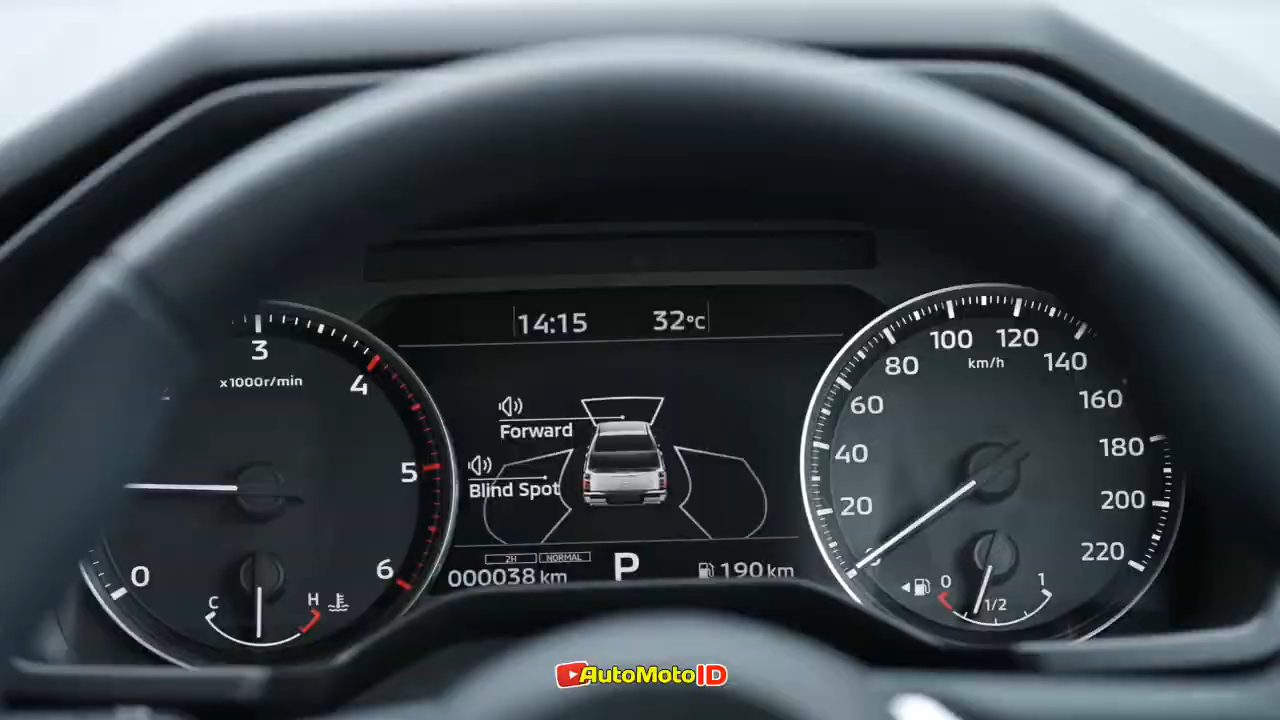 14:15 32°C
3
x1000r/min
4
5
6
0
C H
Forward
Blind Spot
2H NORMAL
000038 km
P
190 km
0
20
40
60
80
100
120
140
160
180
200
220
km/h
0 1/2 1
AutoMotoID